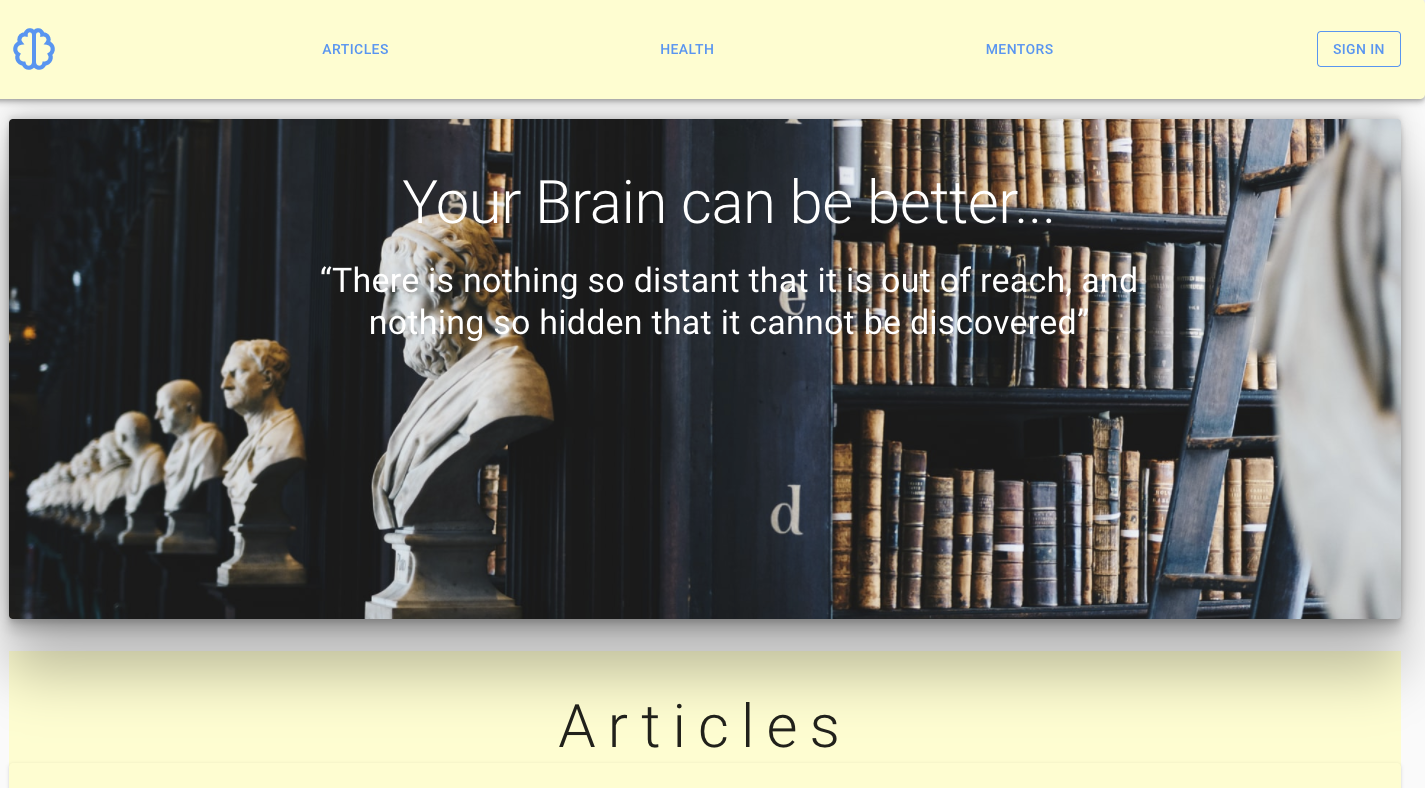 ARTICLES
HEALTH
MENTORS
SIGN IN
Your Brain can be better...
“There is nothing so distant that it is out of reach, and
nothing so hidden that it cannot be discovered”
e
d
Articles